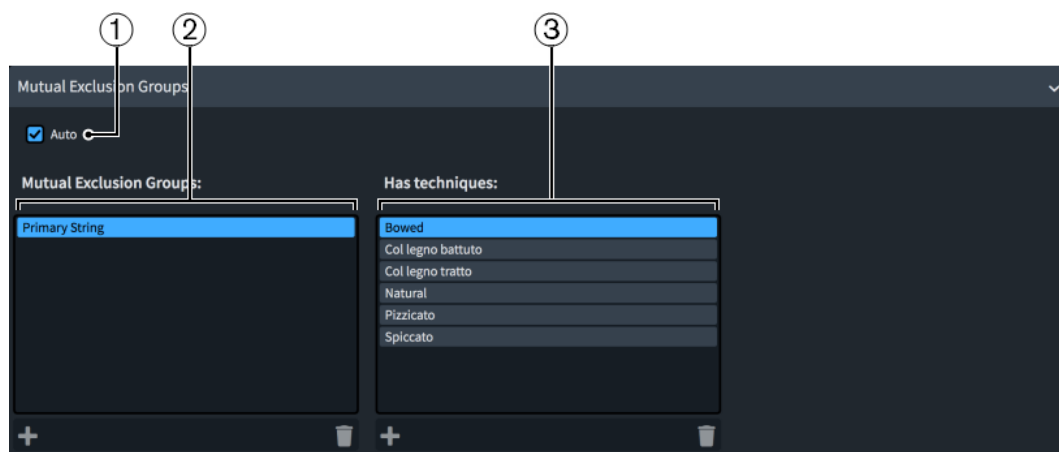 ① ② ③
Mutual Exclusion Groups
Auto
Mutual Exclusion Groups: Has techniques:
Primary String Bowed
Col legno battuto
Col legno tratto
Natural
Pizzicato
Spiccato